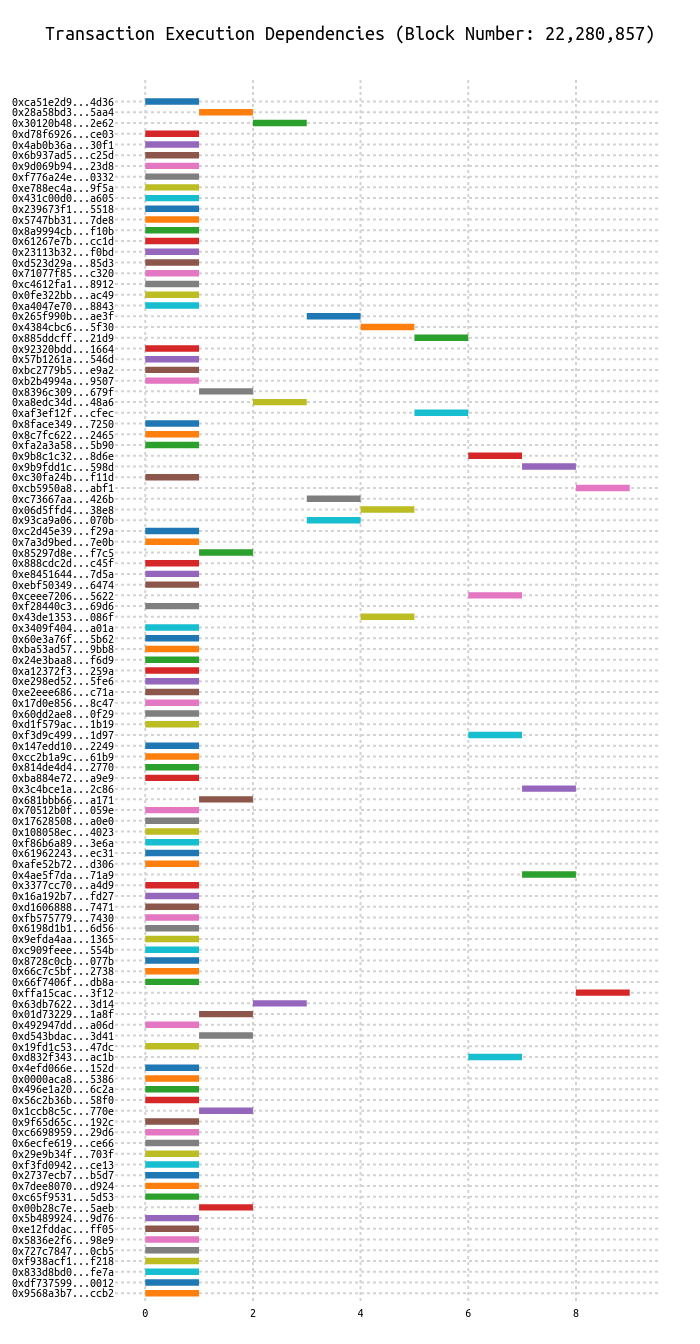 Transaction Execution Dependencies (Block Number: 22,280,857)
0xca51e2d9...4d36
0x28a58bd3...5aa4
0x30120b48...2e62
0xd78f6926...ce03
0x4ab0b36a...30f1
0x6b937ad5...c25d
0x9d069b94...23d8
0xf776a24e...0332
0xe788ec4a...9f5a
0x431c00d0...a605
0x239673f1...5518
0x5747bb31...7de8
0x8a9994cb...f10b
0x61267e7b...cc1d
0x23113b32...f0bd
0xd523d29a...85d3
0x71077f85...c320
0xc4612fa1...8912
0x0fe322bb...ac49
0xa4047e70...8843
0x265f990b...ae3f
0x4384cbc6...5f30
0x885ddcff...21d9
0x92320bdd...1664
0x57b1261a...546d
0xbc2779b5...e9a2
0xb2b4994a...9507
0x8396c309...679f
0xa8edc34d...48a6
0xaf3ef12f...cfec
0x8face349...7250
0x8c7fc622...2465
0xfa2a3a58...5b90
0x9b8c1c32...8d6e
0x9b9fdd1c...598d
0xc30fa24b...f11d
0xcb5950a8...abf1
0xc73667aa...426b
0x06d5ffd4...38e8
0x93ca9a06...070b
0xc2d45e39...f29a
0x7a3d9bed...7e0b
0x85297d8e...f7c5
0x888cdc2d...c45f
0xe8451644...7d5a
0xebf50349...6474
0xceee7206...5622
0xf28440c3...69d6
0x43de1353...086f
0x3409f404...a01a
0x60e3a76f...5b62
0xba53ad57...9bb8
0x24e3baa8...f6d9
0xa12372f3...259a
0xe298ed52...5fe6
0xe2eee686...c71a
0x17d0e856...8c47
0x60dd2ae8...0f29
0xd1f579ac...1b19
0xf3d9c499...1d97
0x147edd10...2249
0xcc2b1a9c...61b9
0x814de4d4...2770
0xba884e72...a9e9
0x3c4bce1a...2c86
0x681bbb66...a171
0x70512b0f...059e
0x17628508...a0e0
0x108058ec...4023
0xf86b6a89...3e6a
0x61962243...ec31
0xafe52b72...d306
0x4ae5f7da...71a9
0x3377cc70...a4d9
0x16a192b7...fd27
0xd1606888...7471
0xfb575779...7430
0x6198d1b1...6d56
0x9efda4aa...1365
0xc909feee...554b
0x8728c0cb...077b
0x66c7c5bf...2738
0x66f7406f...db8a
0xffa15cac...3f12
0x63db7622...3d14
0x01d73229...1a8f
0x492947dd...a06d
0xd543bdac...3d41
0x19fd1c53...47dc
0xd832f343...ac1b
0x4efd066e...152d
0x0000aca8...5386
0x496e1a20...6c2a
0x56c2b36b...58f0
0x1ccb8c5c...770e
0x9f65d65c...192c
0xc6698959...29d6
0x6ecfe619...ce66
0x29e9b34f...703f
0xf3fd0942...ce13
0x2737ecb7...b5d7
0x7dee8070...d924
0xc65f9531...5d53
0x00b28c7e...5aeb
0x5b489924...9d76
0xe12fddac...ff05
0x5836e2f6...98e9
0x727c7847...0cb5
0xf938acf1...f218
0x833d8bd0...fe7a
0xdf737599...0012
0x9568a3b7...ccb2
0 2 4 6 8